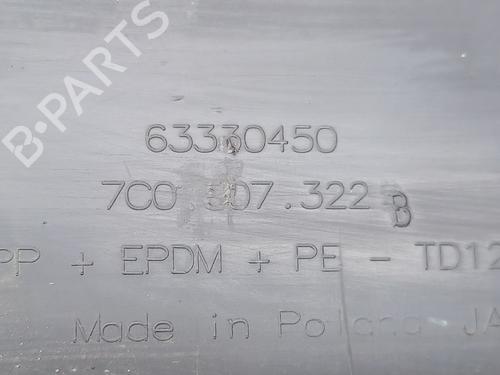 B-PARTS
63330450
7C0.807.322 B
PP + EPDM + PE - TD12
Made in Poland JA